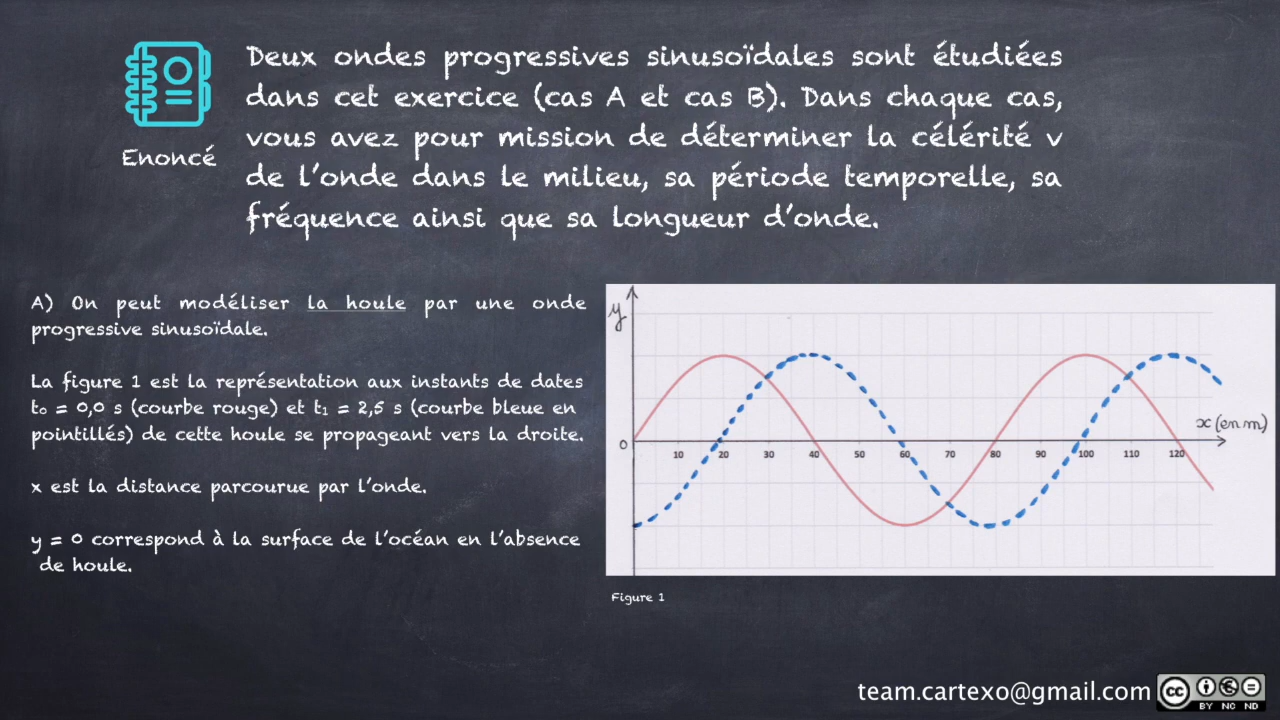 Deux ondes progressives sinusoïdales sont étudiées
dans cet exercice (cas A et cas B). Dans chaque cas,
vous avez pour mission de déterminer la célérité v
de l'onde dans le milieu, sa période temporelle, sa
fréquence ainsi que sa longueur d'onde.
Enoncé
A) On peut modéliser la houle par une onde
progressive sinusoïdale.
La figure 1 est la représentation aux instants de dates
t₀ = 0,0 s (courbe rouge) et t₁ = 2,5 s (courbe bleue en
pointillés) de cette houle se propageant vers la droite.
x est la distance parcourue par l'onde.
y = 0 correspond à la surface de l'océan en l'absence
de houle.
y
x (en m)
0
10 20 30 40 50 60 70 80 90 100 110 120
Figure 1
team.cartexo@gmail.com
cc BY NC ND